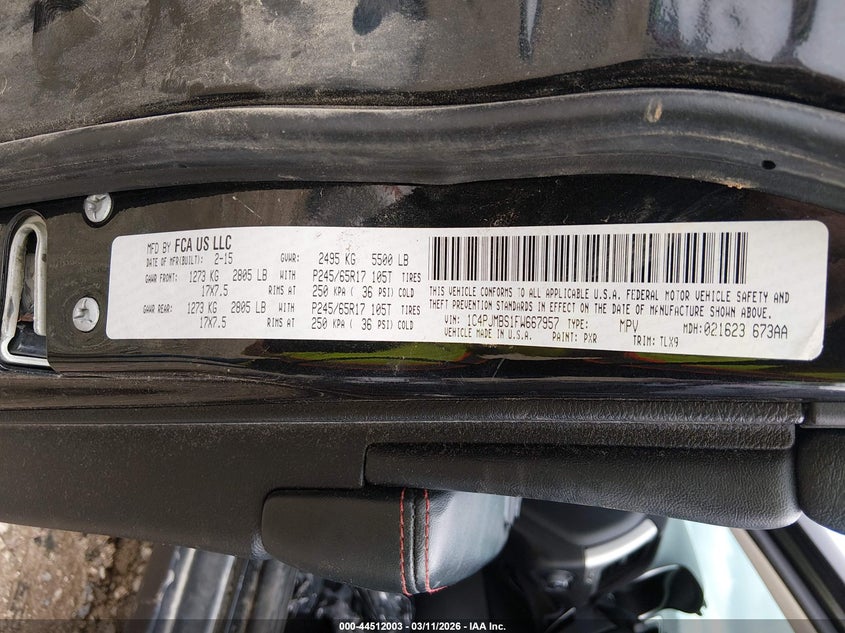 MFD BY FCA US LLC
DATE OF MFR(BUILT): 2-15 GVWR: 2495 KG 5500 LB
GAWR FRONT: 1273 KG 2805 LB WITH P245/65R17 105T TIRES
17X7.5 RIMS AT 250 KPA ( 36 PSI) COLD
GAWR REAR: 1273 KG 2805 LB WITH P245/65R17 105T TIRES
17X7.5 RIMS AT 250 KPA ( 36 PSI) COLD
THIS VEHICLE CONFORMS TO ALL APPLICABLE U.S.A. FEDERAL MOTOR VEHICLE SAFETY AND
THEFT PREVENTION STANDARDS IN EFFECT ON THE DATE OF MANUFACTURE SHOWN ABOVE.
VIN: 1C4PJMBS1FW667957 TYPE: MPV MDH: 021623 673AA
VEHICLE MADE IN U.S.A. PAINT: PXR TRIM: TLX9
000-44512003 — 03/11/2026 — IAA Inc.